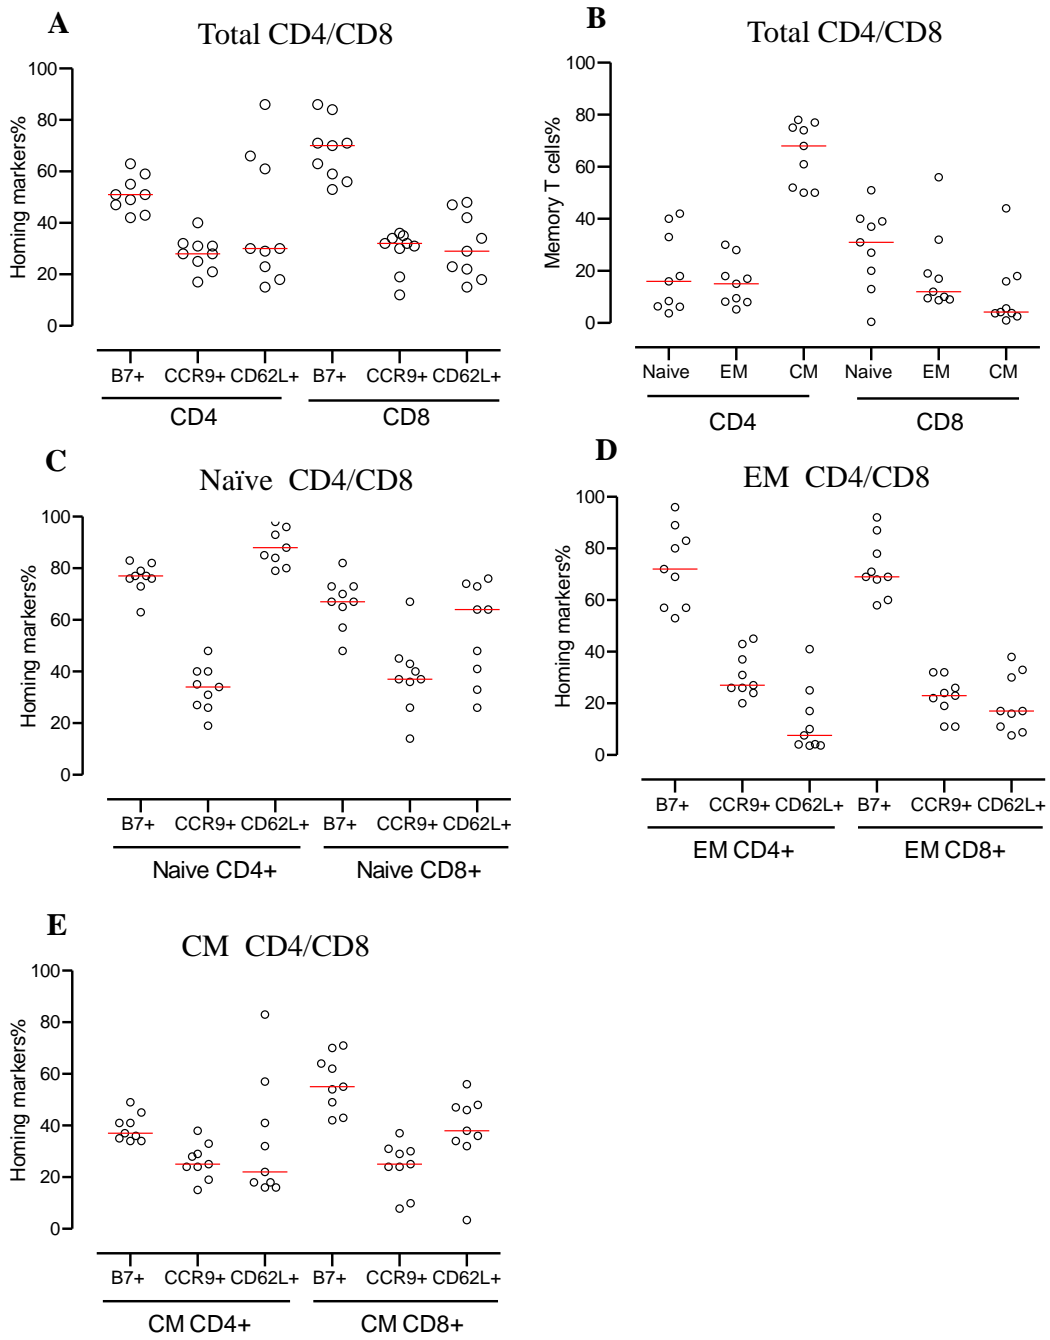 A
Total CD4/CD8
Homing markers%
100
80
60
40
20
0
B7+ CCR9+ CD62L+ B7+ CCR9+ CD62L+
CD4 CD8
B
Total CD4/CD8
Memory T cells%
100
80
60
40
20
0
Naive EM CM Naive EM CM
CD4 CD8
C
Naïve CD4/CD8
Homing markers%
100
80
60
40
20
0
B7+ CCR9+ CD62L+ B7+ CCR9+ CD62L+
Naive CD4+ Naive CD8+
D
EM CD4/CD8
Homing markers%
100
80
60
40
20
0
B7+ CCR9+ CD62L+ B7+ CCR9+ CD62L+
EM CD4+ EM CD8+
E
CM CD4/CD8
Homing markers%
100
80
60
40
20
0
B7+ CCR9+ CD62L+ B7+ CCR9+ CD62L+
CM CD4+ CM CD8+